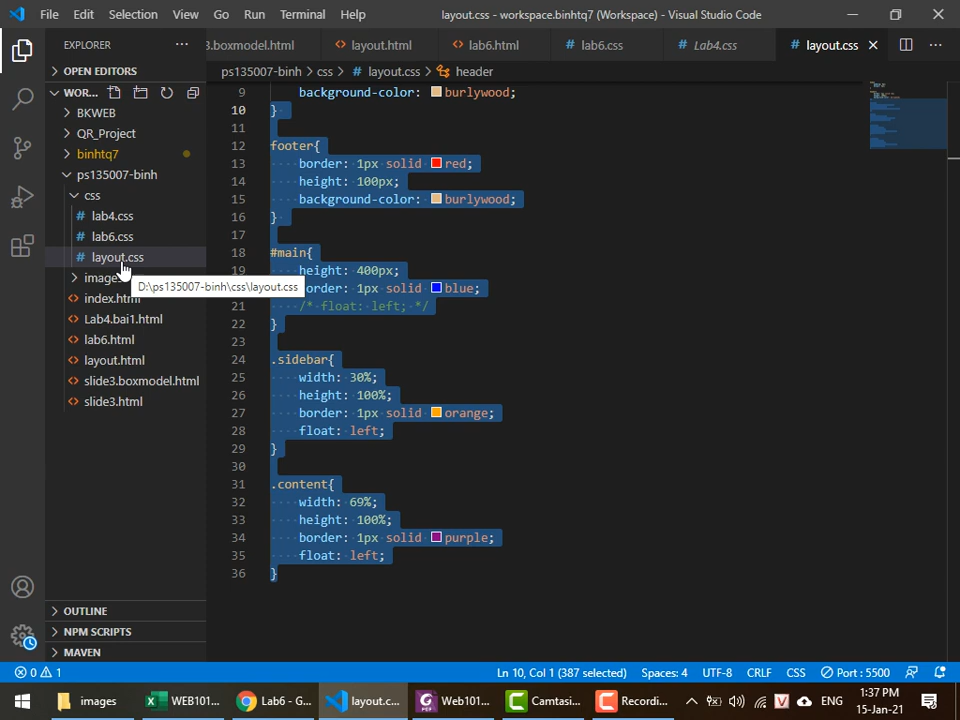 File Edit Selection View Go Run Terminal Help layout.css - workspace.binhtq7 (Workspace) - Visual Studio Code
EXPLORER
3.boxmodel.html layout.html lab6.html lab6.css Lab4.css layout.css
OPEN EDITORS
ps135007-binh > css > layout.css > header
WOR...
BKWEB
QR_Project
binhtq7
ps135007-binh
css
lab4.css
lab6.css
layout.css
D:\ps135007-binh\css\layout.css
image
index.html
Lab4.bai1.html
lab6.html
layout.html
slide3.boxmodel.html
slide3.html
OUTLINE
NPM SCRIPTS
MAVEN
9 background-color: burlywood;
10 }
11
12 footer{
13 border: 1px solid red;
14 height: 100px;
15 background-color: burlywood;
16 }
17
18 #main{
19 height: 400px;
20 border: 1px solid blue;
21 /* float: left; */
22 }
23
24 .sidebar{
25 width: 30%;
26 height: 100%;
27 border: 1px solid orange;
28 float: left;
29 }
30
31 .content{
32 width: 69%;
33 height: 100%;
34 border: 1px solid purple;
35 float: left;
36 }
0 1 Ln 10, Col 1 (387 selected) Spaces: 4 UTF-8 CRLF CSS Port : 5500
images WEB101... Lab6 - G... layout.c... Web101... Camtasi... Recordi... ENG
1:37 PM
15-Jan-21